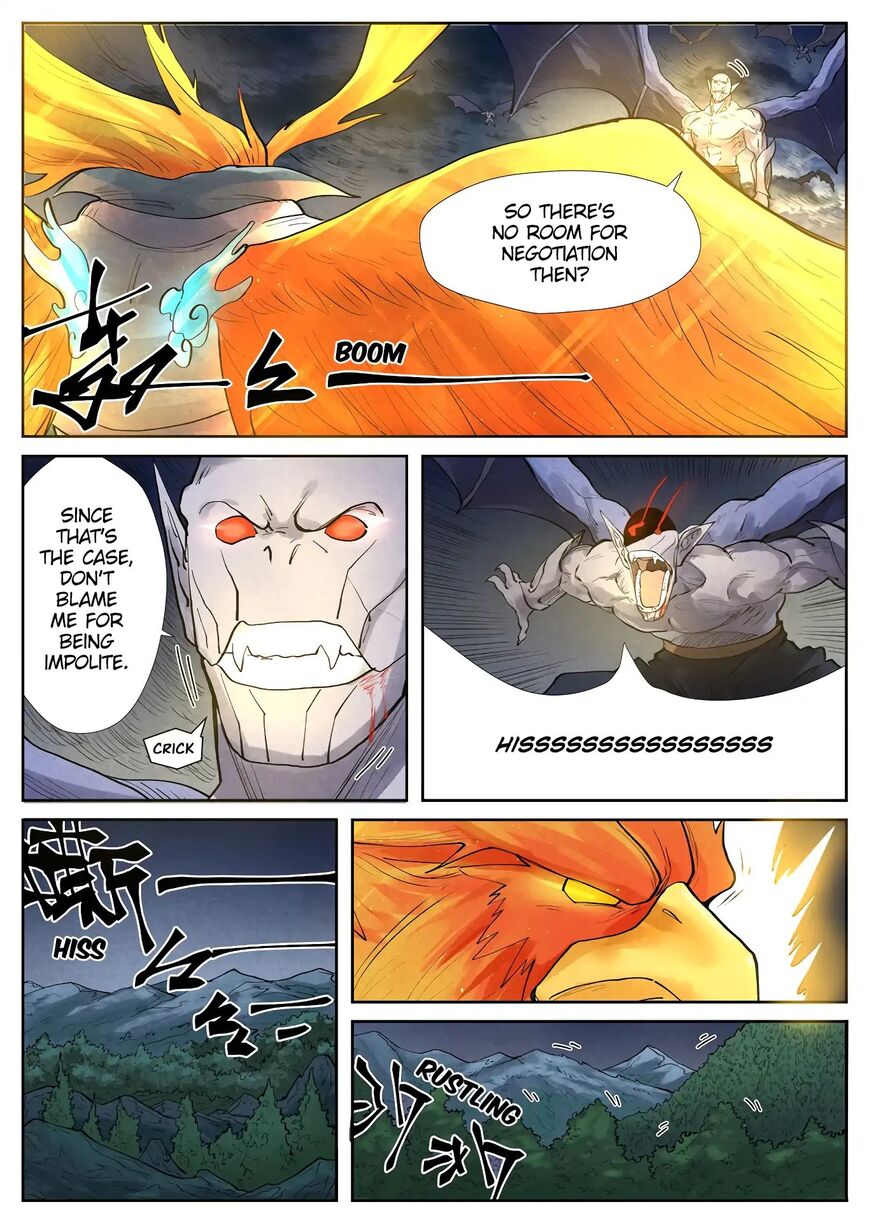 SO THERE'S
NO ROOM FOR
NEGOTIATION
THEN?
BOOM
SINCE
THAT'S
THE CASE,
DON'T
BLAME
ME FOR
BEING
IMPOLITE.
CRICK
HISSSSSSSSSSSSSSSS
HISS
RUSTLING